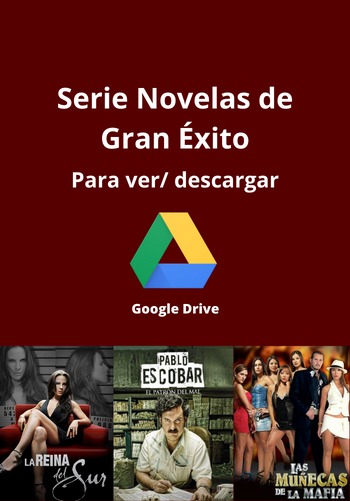 Serie Novelas de
Gran Éxito
Para ver/ descargar
Google Drive
LA REINA
del Sur
PABLO
ESCOBAR
EL PATRÓN DEL MAL
LAS
MUÑECAS
DE LA MAFIA